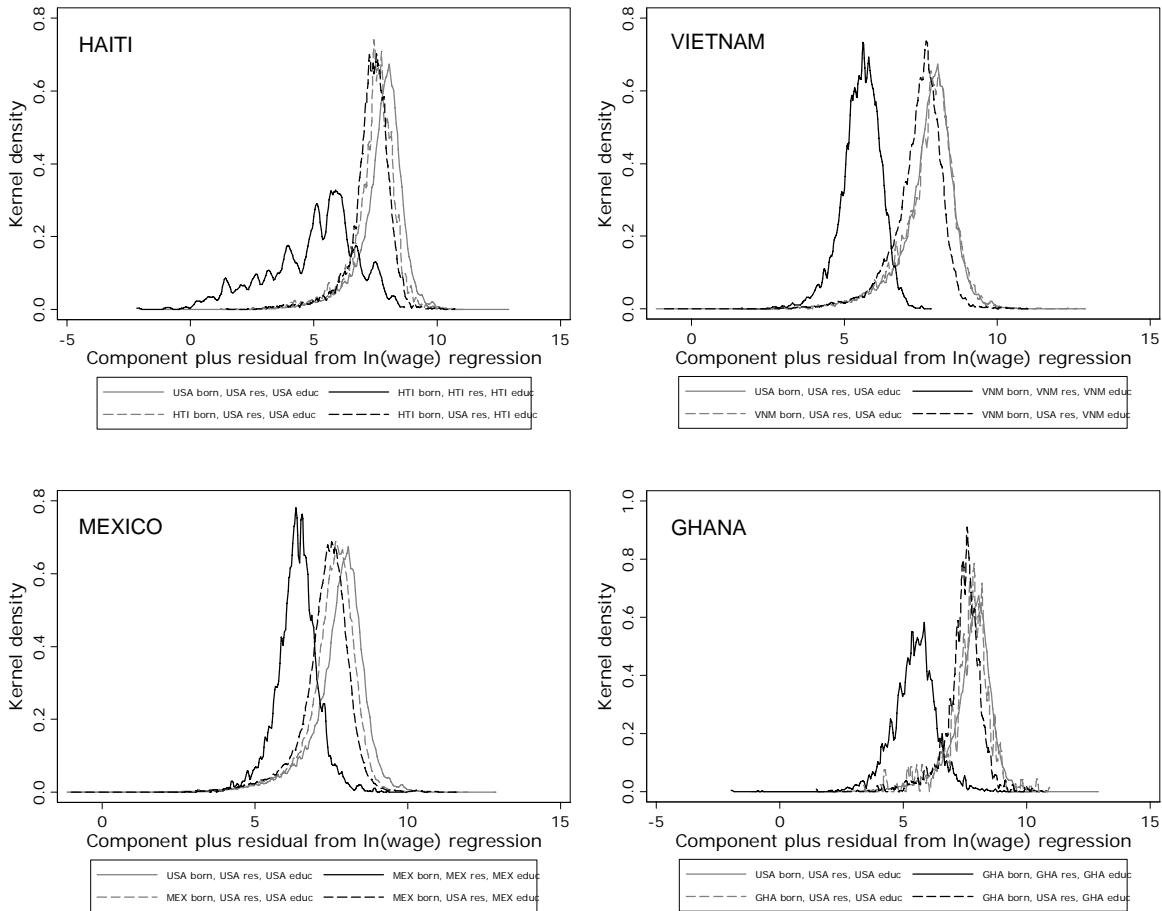 HAITI
0.0 0.2 0.4 0.6 0.8
Kernel density
-5 0 5 10 15
Component plus residual from ln(wage) regression
USA born, USA res, USA educ HTI born, HTI res, HTI educ
HTI born, USA res, USA educ HTI born, USA res, HTI educ
VIETNAM
0.0 0.2 0.4 0.6 0.8
Kernel density
0 5 10 15
Component plus residual from ln(wage) regression
USA born, USA res, USA educ VNM born, VNM res, VNM educ
VNM born, USA res, USA educ VNM born, USA res, VNM educ
MEXICO
0.0 0.2 0.4 0.6 0.8
Kernel density
0 5 10 15
Component plus residual from ln(wage) regression
USA born, USA res, USA educ MEX born, MEX res, MEX educ
MEX born, USA res, USA educ MEX born, USA res, MEX educ
GHANA
0.0 0.2 0.4 0.6 0.8 1.0
Kernel density
-5 0 5 10 15
Component plus residual from ln(wage) regression
USA born, USA res, USA educ GHA born, GHA res, GHA educ
GHA born, USA res, USA educ GHA born, USA res, GHA educ